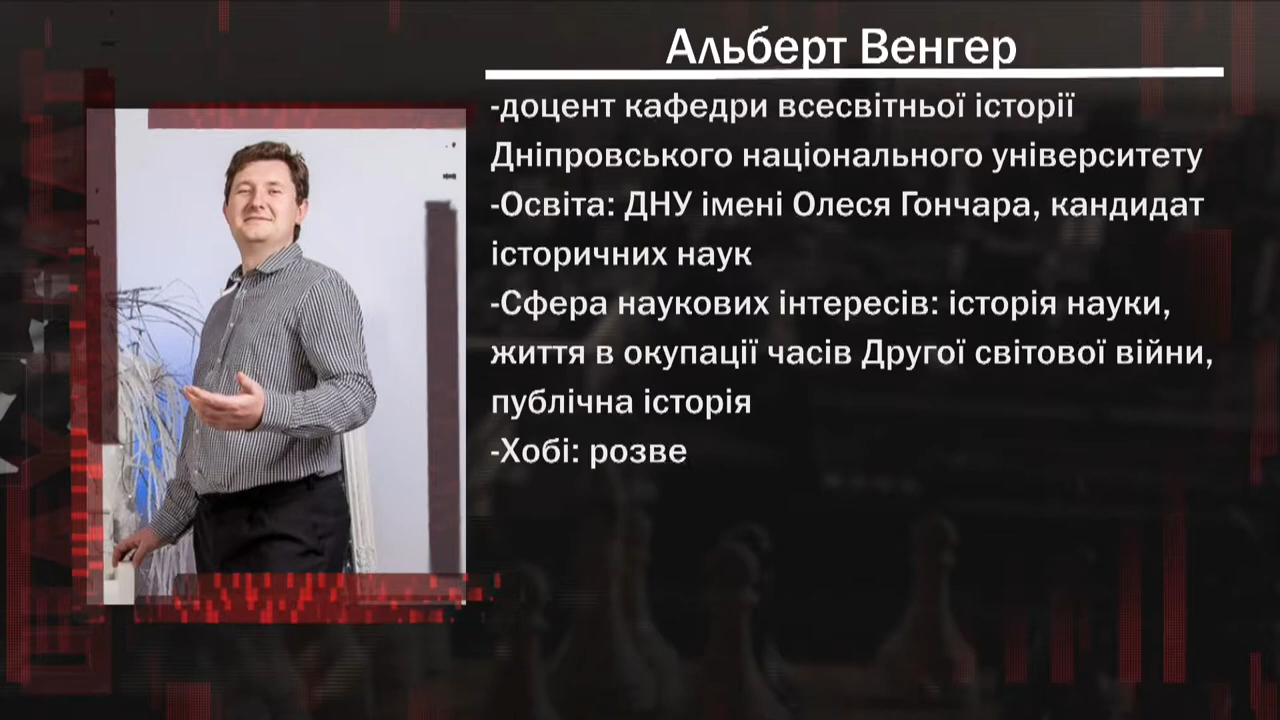 Альберт Венгер
-доцент кафедри всесвітньої історії
Дніпровського національного університету
-Освіта: ДНУ імені Олеся Гончара, кандидат
історичних наук
-Сфера наукових інтересів: історія науки,
життя в окупації часів Другої світової війни,
публічна історія
-Хобі: розве